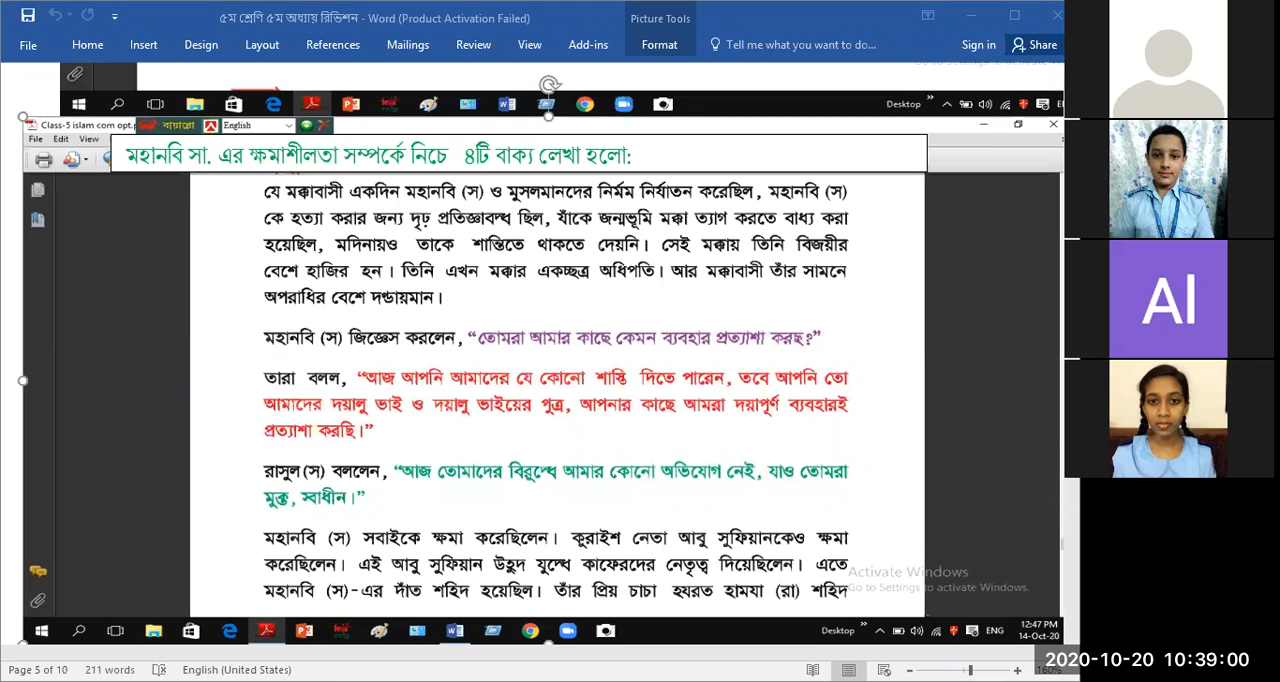 ৫ম শ্রেণি ৫ম অধ্যায় রিভিশন - Word (Product Activation Failed)
Picture Tools
File Home Insert Design Layout References Mailings Review View Add-ins Format Tell me what you want to do... Sign in Share
Desktop
Class-5 islam com opt.p
বায়ান্নো
English
File Edit View
মহানবি সা. এর ক্ষমাশীলতা সম্পর্কে নিচে ৪টি বাক্য লেখা হলো:
যে মক্কাবাসী একদিন মহানবি (স) ও মুসলমানদের নির্মম নির্যাতন করেছিল, মহানবি (স)
কে হত্যা করার জন্য দৃঢ় প্রতিজ্ঞাবদ্ধ ছিল, যাঁকে জন্মভূমি মক্কা ত্যাগ করতে বাধ্য করা
হয়েছিল, মদিনায়ও তাকে শান্তিতে থাকতে দেয়নি। সেই মক্কায় তিনি বিজয়ীর
বেশে হাজির হন। তিনি এখন মক্কার একচ্ছত্র অধিপতি। আর মক্কাবাসী তাঁর সামনে
অপরাধির বেশে দণ্ডায়মান।
মহানবি (স) জিজ্ঞেস করলেন, “তোমরা আমার কাছে কেমন ব্যবহার প্রত্যাশা করছ?”
তারা বলল, “আজ আপনি আমাদের যে কোনো শাস্তি দিতে পারেন, তবে আপনি তো
আমাদের দয়ালু ভাই ও দয়ালু ভাইয়ের পুত্র, আপনার কাছে আমরা দয়াপূর্ণ ব্যবহারই
প্রত্যাশা করছি।”
রাসুল (স) বললেন, “আজ তোমাদের বিরুদ্ধে আমার কোনো অভিযোগ নেই, যাও তোমরা
মুক্ত, স্বাধীন।”
মহানবি (স) সবাইকে ক্ষমা করেছিলেন। কুরাইশ নেতা আবু সুফিয়ানকেও ক্ষমা
করেছিলেন। এই আবু সুফিয়ান উহুদ যুদ্ধে কাফেরদের নেতৃত্ব দিয়েছিলেন। এতে
মহানবি (স)-এর দাঁত শহিদ হয়েছিল। তাঁর প্রিয় চাচা হযরত হামযা (রা) শহিদ
Activate Windows
Go to Settings to activate Windows.
Desktop ENG 12:47 PM
14-Oct-20
Page 5 of 10 211 words English (United States) 160%
Al
2020-10-20 10:39:00